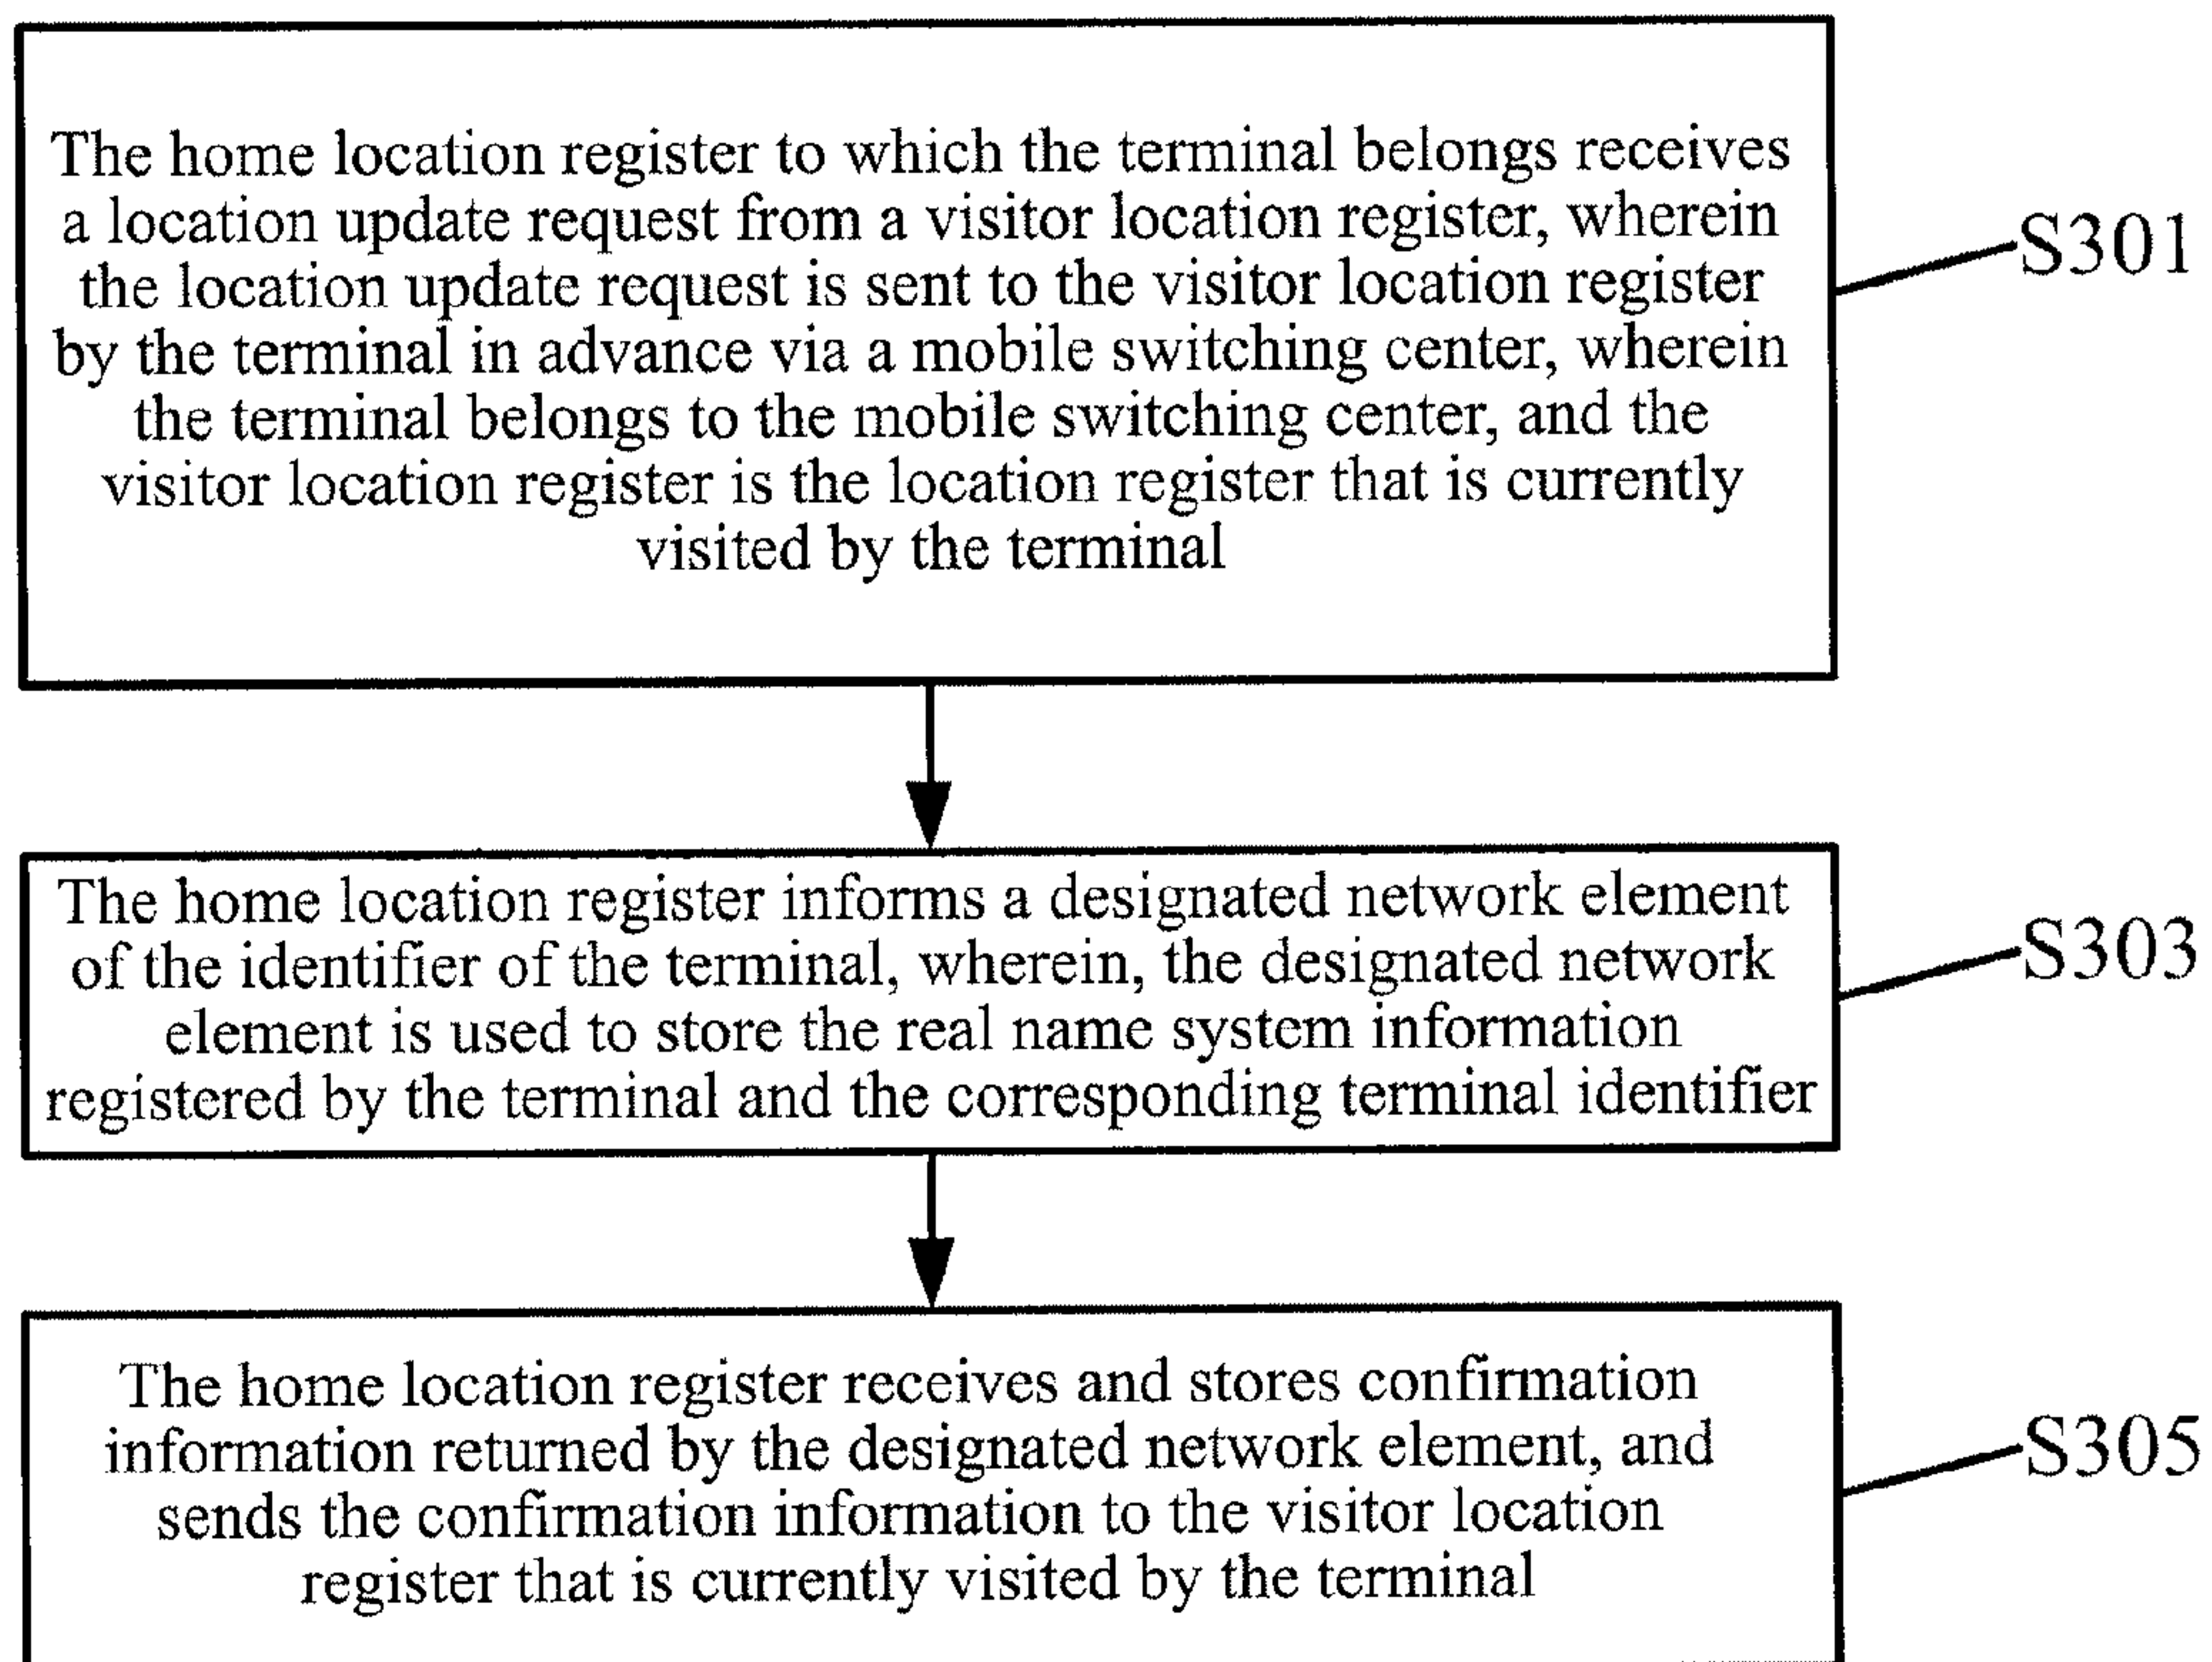 The home location register to which the terminal belongs receives
a location update request from a visitor location register, wherein
the location update request is sent to the visitor location register
by the terminal in advance via a mobile switching center, wherein
the terminal belongs to the mobile switching center, and the
visitor location register is the location register that is currently
visited by the terminal
S301
The home location register informs a designated network element
of the identifier of the terminal, wherein, the designated network
element is used to store the real name system information
registered by the terminal and the corresponding terminal identifier
S303
The home location register receives and stores confirmation
information returned by the designated network element, and
sends the confirmation information to the visitor location
register that is currently visited by the terminal
S305